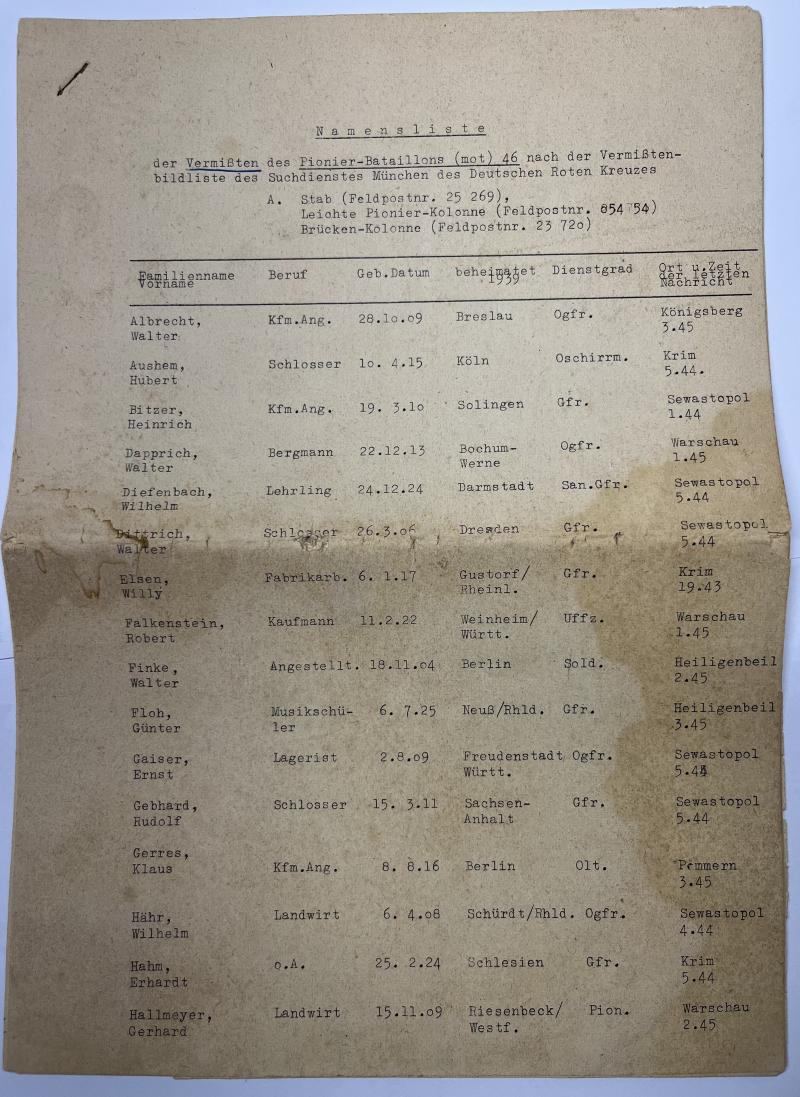 Namensliste
der Vermißten des Pionier-Bataillons (mot) 46 nach der Vermißten-
bildliste des Suchdienstes München des Deutschen Roten Kreuzes
A. Stab (Feldpostnr. 25 269),
Leichte Pionier-Kolonne (Feldpostnr. 54)
Brücken-Kolonne (Feldpostnr. 23 72o)
Familienname Beruf Geb.Datum beheimatet Dienstgrad Ort u.Zeit
Vorname 1939 der letzten
Nachricht
Albrecht, Kfm.Ang. 28.1o.o9 Breslau Ogfr. Königsberg
Walter 3.45
Aushem, Schlosser 1o. 4.15 Köln Oschirrm. Krim
Hubert 5.44.
Bitzer, Kfm.Ang. 19. 3.1o Solingen Gfr. Sewastopol
Heinrich 1.44
Dapprich, Bergmann 22.12.13 Bochum- Ogfr. Warschau
Walter Werne 1.45
Diefenbach, Lehrling 24.12.24 Darmstadt San.Gfr. Sewastopol
Wilhelm 5.44
Dittrich, Schlosser 26.3.o6 Dresden Gfr. Sewastopol
Walter 5.44
Elsen, Fabrikarb. 6. 1.17 Gustorf/ Gfr. Krim
Willy Rheinl. 19.43
Falkenstein, Kaufmann 11.2.22 Weinheim/ Uffz. Warschau
Robert Württ. 1.45
Finke, Angestellt. 18.11.o4 Berlin Sold. Heiligenbeil
Walter 2.45
Floh, Musikschü- 6. 7.25 Neuß/Rhld. Gfr. Heiligenbeil
Günter ler 3.45
Gaiser, Lagerist 2.8.o9 Freudenstadt Ogfr. Sewastopol
Ernst Württ. 5.44
Gebhard, Schlosser 15. 3.11 Sachsen- Gfr. Sewastopol
Rudolf Anhalt 5.44
Gerres,
Klaus Kfm.Ang. 8. 8.16 Berlin Olt. Pommern
3.45
Hähr, Landwirt 6. 4.o8 Schürdt/Rhld. Ogfr. Sewastopol
Wilhelm 4.44
Hahm, o.A. 25. 2.24 Schlesien Gfr. Krim
Erhardt 5.44
Hallmeyer, Landwirt 15.11.o9 Riesenbeck/ Pion. Warschau
Gerhard Westf. 2.45